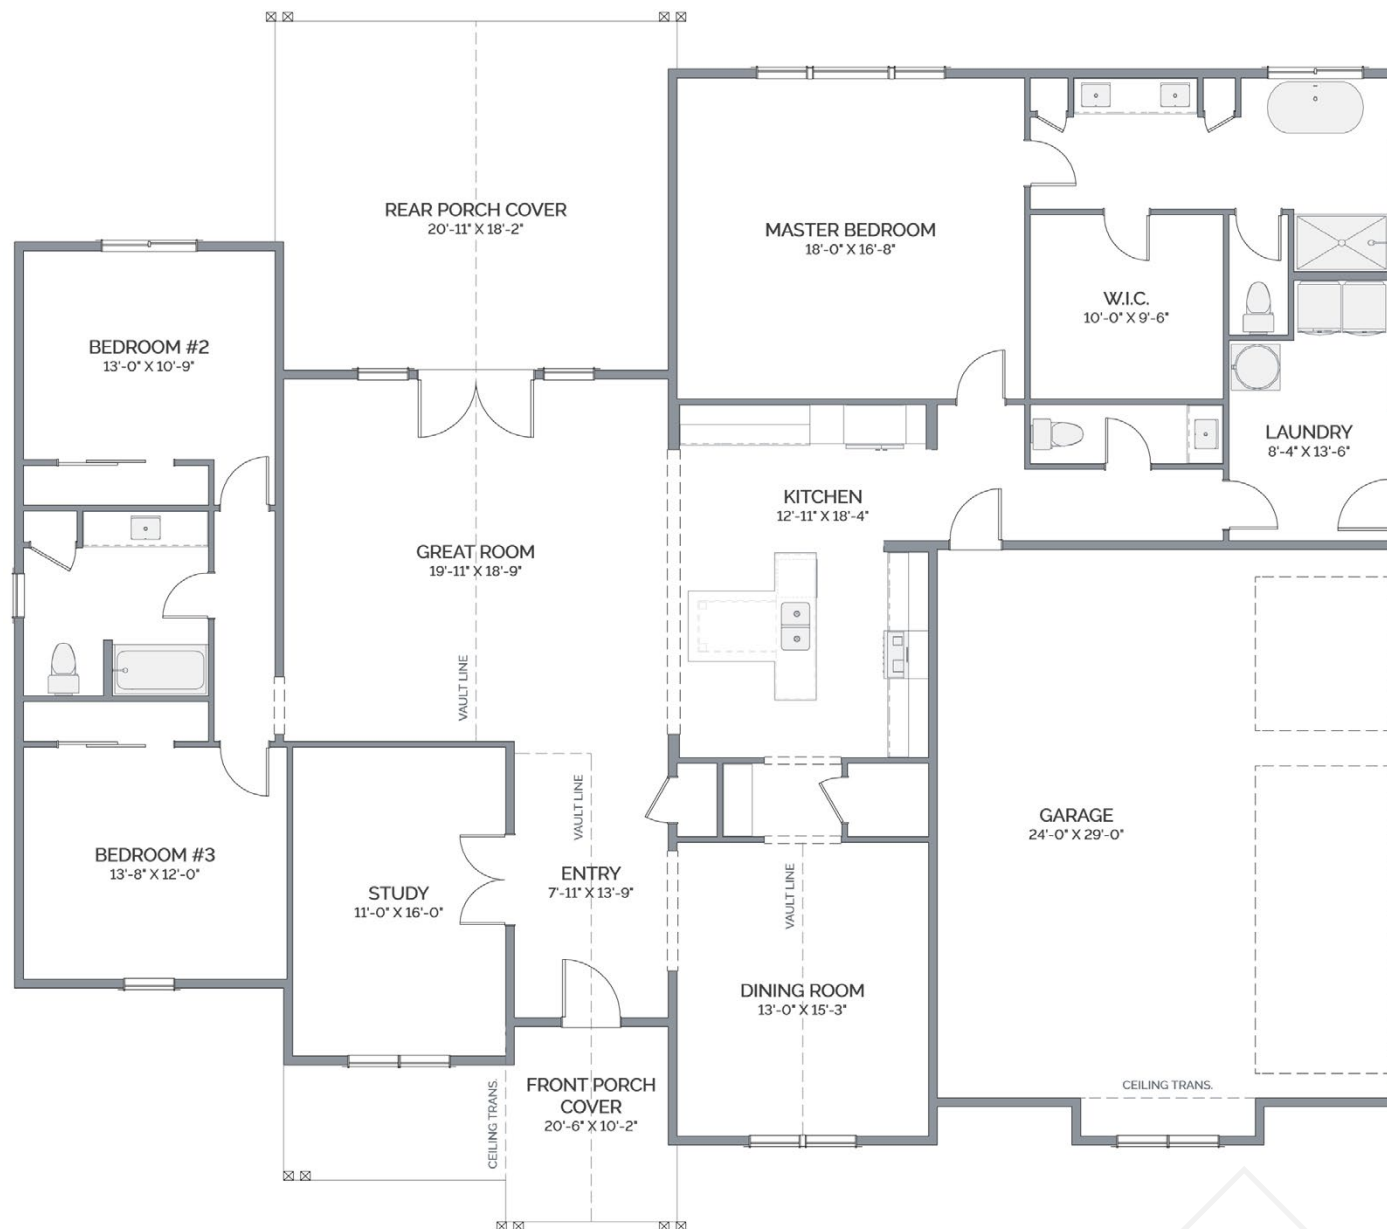 REAR PORCH COVER
20'-11" X 18'-2"
MASTER BEDROOM
18'-0" X 16'-8"
W.I.C.
10'-0" X 9'-6"
BEDROOM #2
13'-0" X 10'-9"
LAUNDRY
8'-4" X 13'-6"
KITCHEN
12'-11" X 18'-4"
GREAT ROOM
19'-11" X 18'-9"
VAULT LINE
VAULT LINE
GARAGE
24'-0" X 29'-0"
BEDROOM #3
13'-8" X 12'-0"
STUDY
11'-0" X 16'-0"
ENTRY
7'-11" X 13'-9"
VAULT LINE
DINING ROOM
13'-0" X 15'-3"
CEILING TRANS.
FRONT PORCH
COVER
20'-6" X 10'-2"
CEILING TRANS.